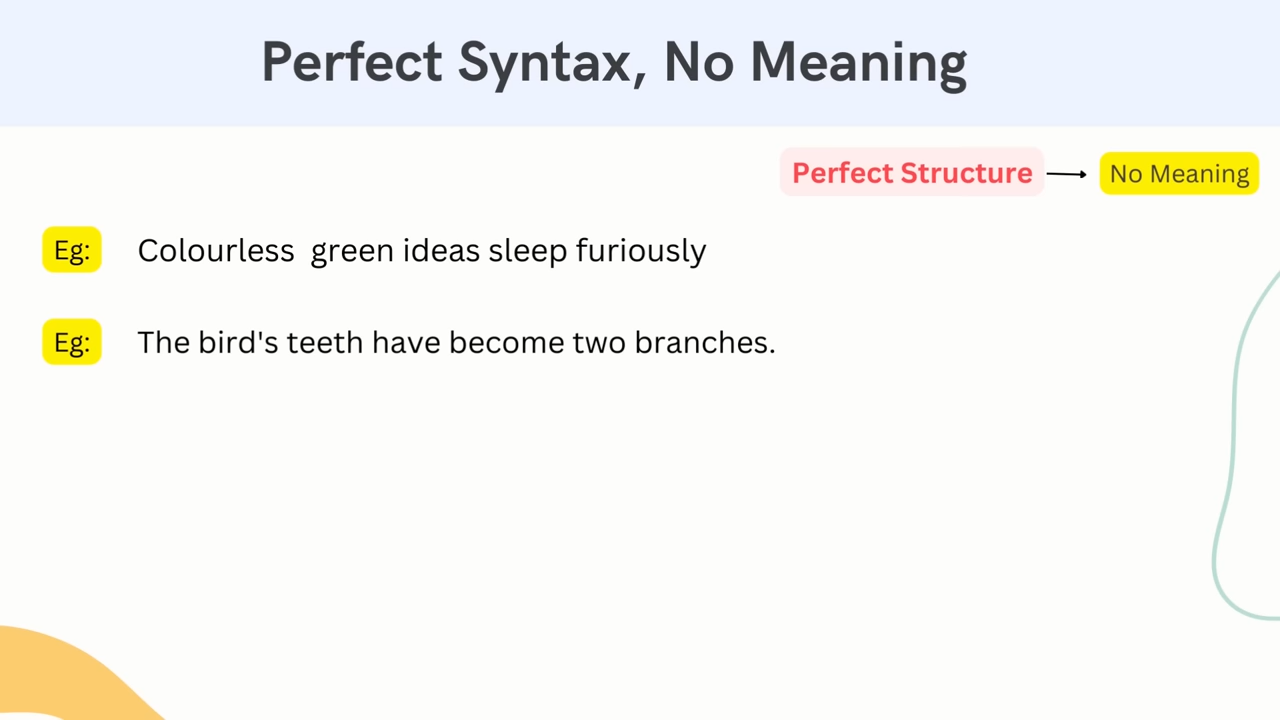 Perfect Syntax, No Meaning
Perfect Structure No Meaning
Eg: Colourless green ideas sleep furiously
Eg: The bird's teeth have become two branches.